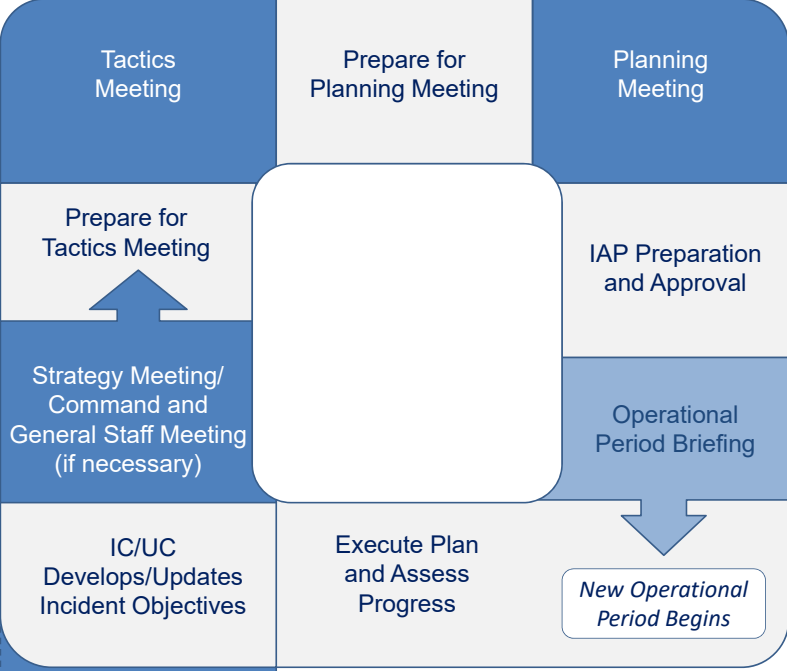 Tactics
Meeting
Prepare for
Planning Meeting
Planning
Meeting
Prepare for
Tactics Meeting
IAP Preparation
and Approval
Strategy Meeting/
Command and
General Staff Meeting
(if necessary)
Operational
Period Briefing
IC/UC
Develops/Updates
Incident Objectives
Execute Plan
and Assess
Progress
New Operational
Period Begins